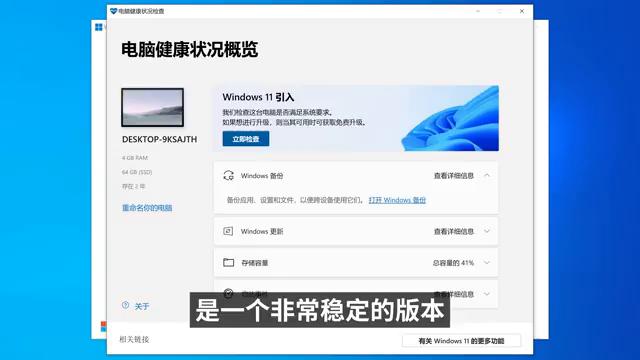 电脑健康状况检查
电脑健康状况概览
DESKTOP-9KSAJTH
4 GB RAM
64 GB (SSD)
存在 2 年
重命名你的电脑
Windows 11 引入
我们检查这台电脑是否满足系统要求。
如果想进行升级，则当其可用时可获取免费升级。
立即检查
Windows 备份
查看详细信息
备份应用、设置和文件，以便跨设备使用它们。 打开 Windows 备份
Windows 更新
查看详细信息
存储容量
总容量的 41%
查看详细信息
关于
是一个非常稳定的版本
相关链接
有关 Windows 11 的更多功能